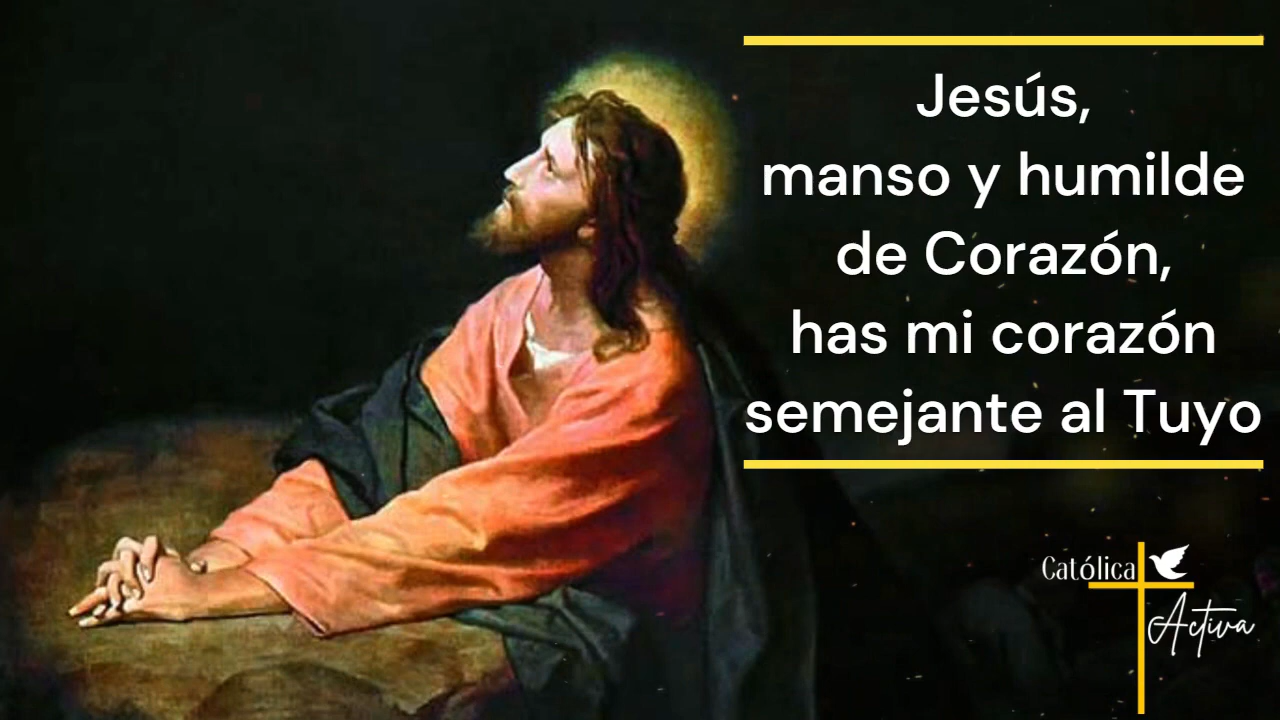 Jesús,
manso y humilde
de Corazón,
has mi corazón
semejante al Tuyo
Católica
Activa